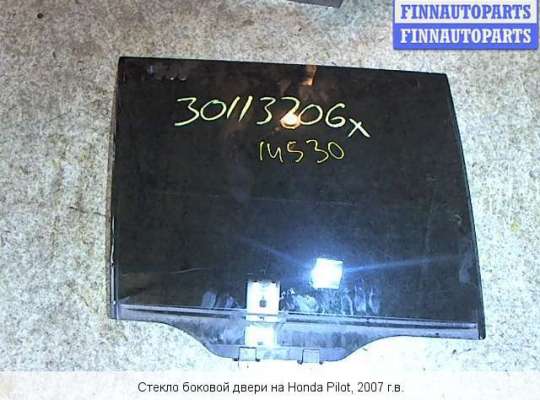 FINNAUTOPARTS
FINNAUTOPARTS
30113206x
14530
Стекло боковой двери на Honda Pilot, 2007 г.в.